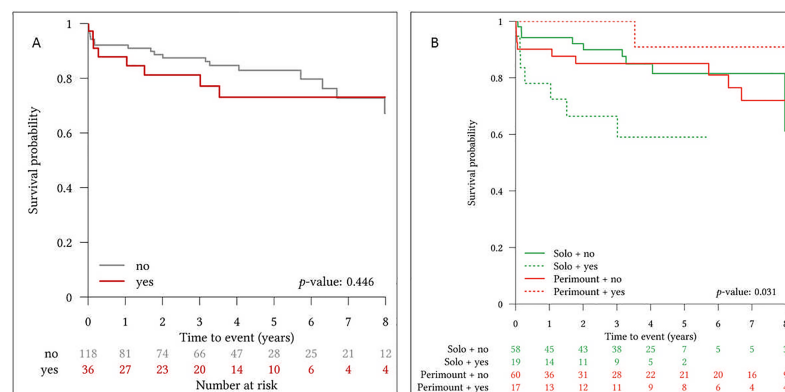 A
Survival probability
1
0.8
0.6
0.4
0.2
0
no
yes
p-value: 0.446
0 1 2 3 4 5 6 7 8
Time to event (years)
no 118 81 74 66 47 28 25 21 12
yes 36 27 23 20 14 10 6 4 4
Number at risk
B
Survival probability
1
0.8
0.6
0.4
0.2
0
Solo + no
Solo + yes
Perimount + no
Perimount + yes
p-value: 0.031
0 1 2 3 4 5 6 7 8
Time to event (years)
Solo + no 58 45 43 38 25 7 5 5
Solo + yes 19 14 11 9 5 2
Perimount + no 60 36 31 28 22 21 20 16
Perimount + yes 17 13 12 11 9 8 6 4